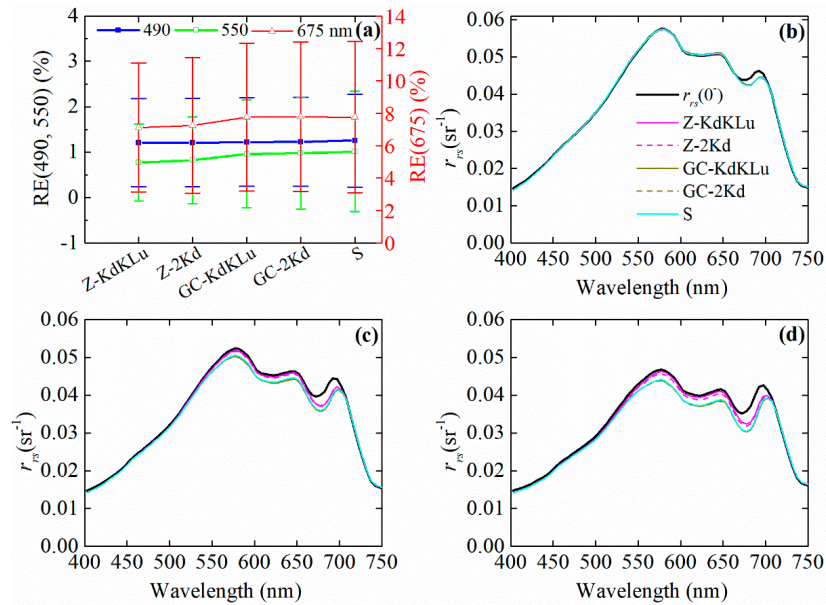 490 550 675 nm (a)
RE(490, 550) (%)
4
3
2
1
0
-1
14
12
10
8
6
4
2
0
RE(675) (%)
Z-KdKLu
Z-2Kd
GC-KdKLu
GC-2Kd
S
(b)
0.06
0.05
0.04
0.03
0.02
0.01
0.00
r_rs(sr⁻¹)
r_rs(0⁻)
Z-KdKLu
Z-2Kd
GC-KdKLu
GC-2Kd
S
400 450 500 550 600 650 700 750
Wavelength (nm)
(c)
0.06
0.05
0.04
0.03
0.02
0.01
0.00
r_rs(sr⁻¹)
400 450 500 550 600 650 700 750
Wavelength (nm)
(d)
0.06
0.05
0.04
0.03
0.02
0.01
0.00
r_rs(sr⁻¹)
400 450 500 550 600 650 700 750
Wavelength (nm)